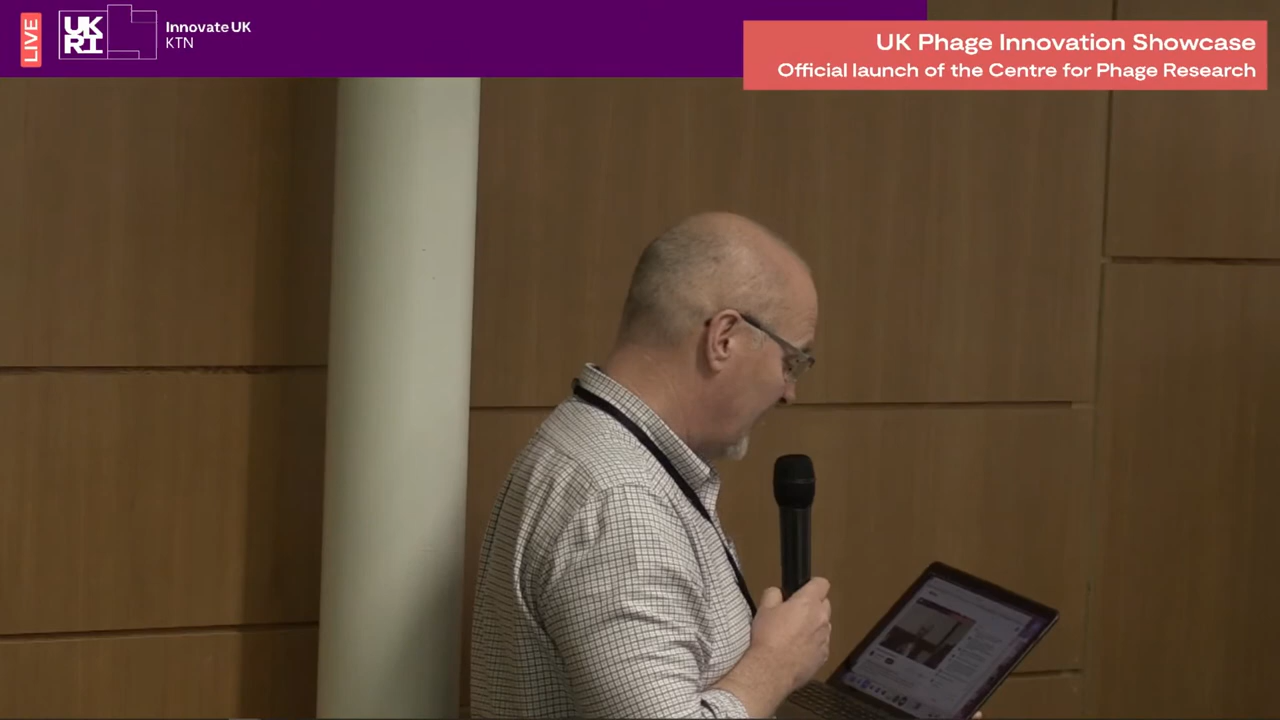 LIVE
UK
RI
Innovate UK
KTN
UK Phage Innovation Showcase
Official launch of the Centre for Phage Research